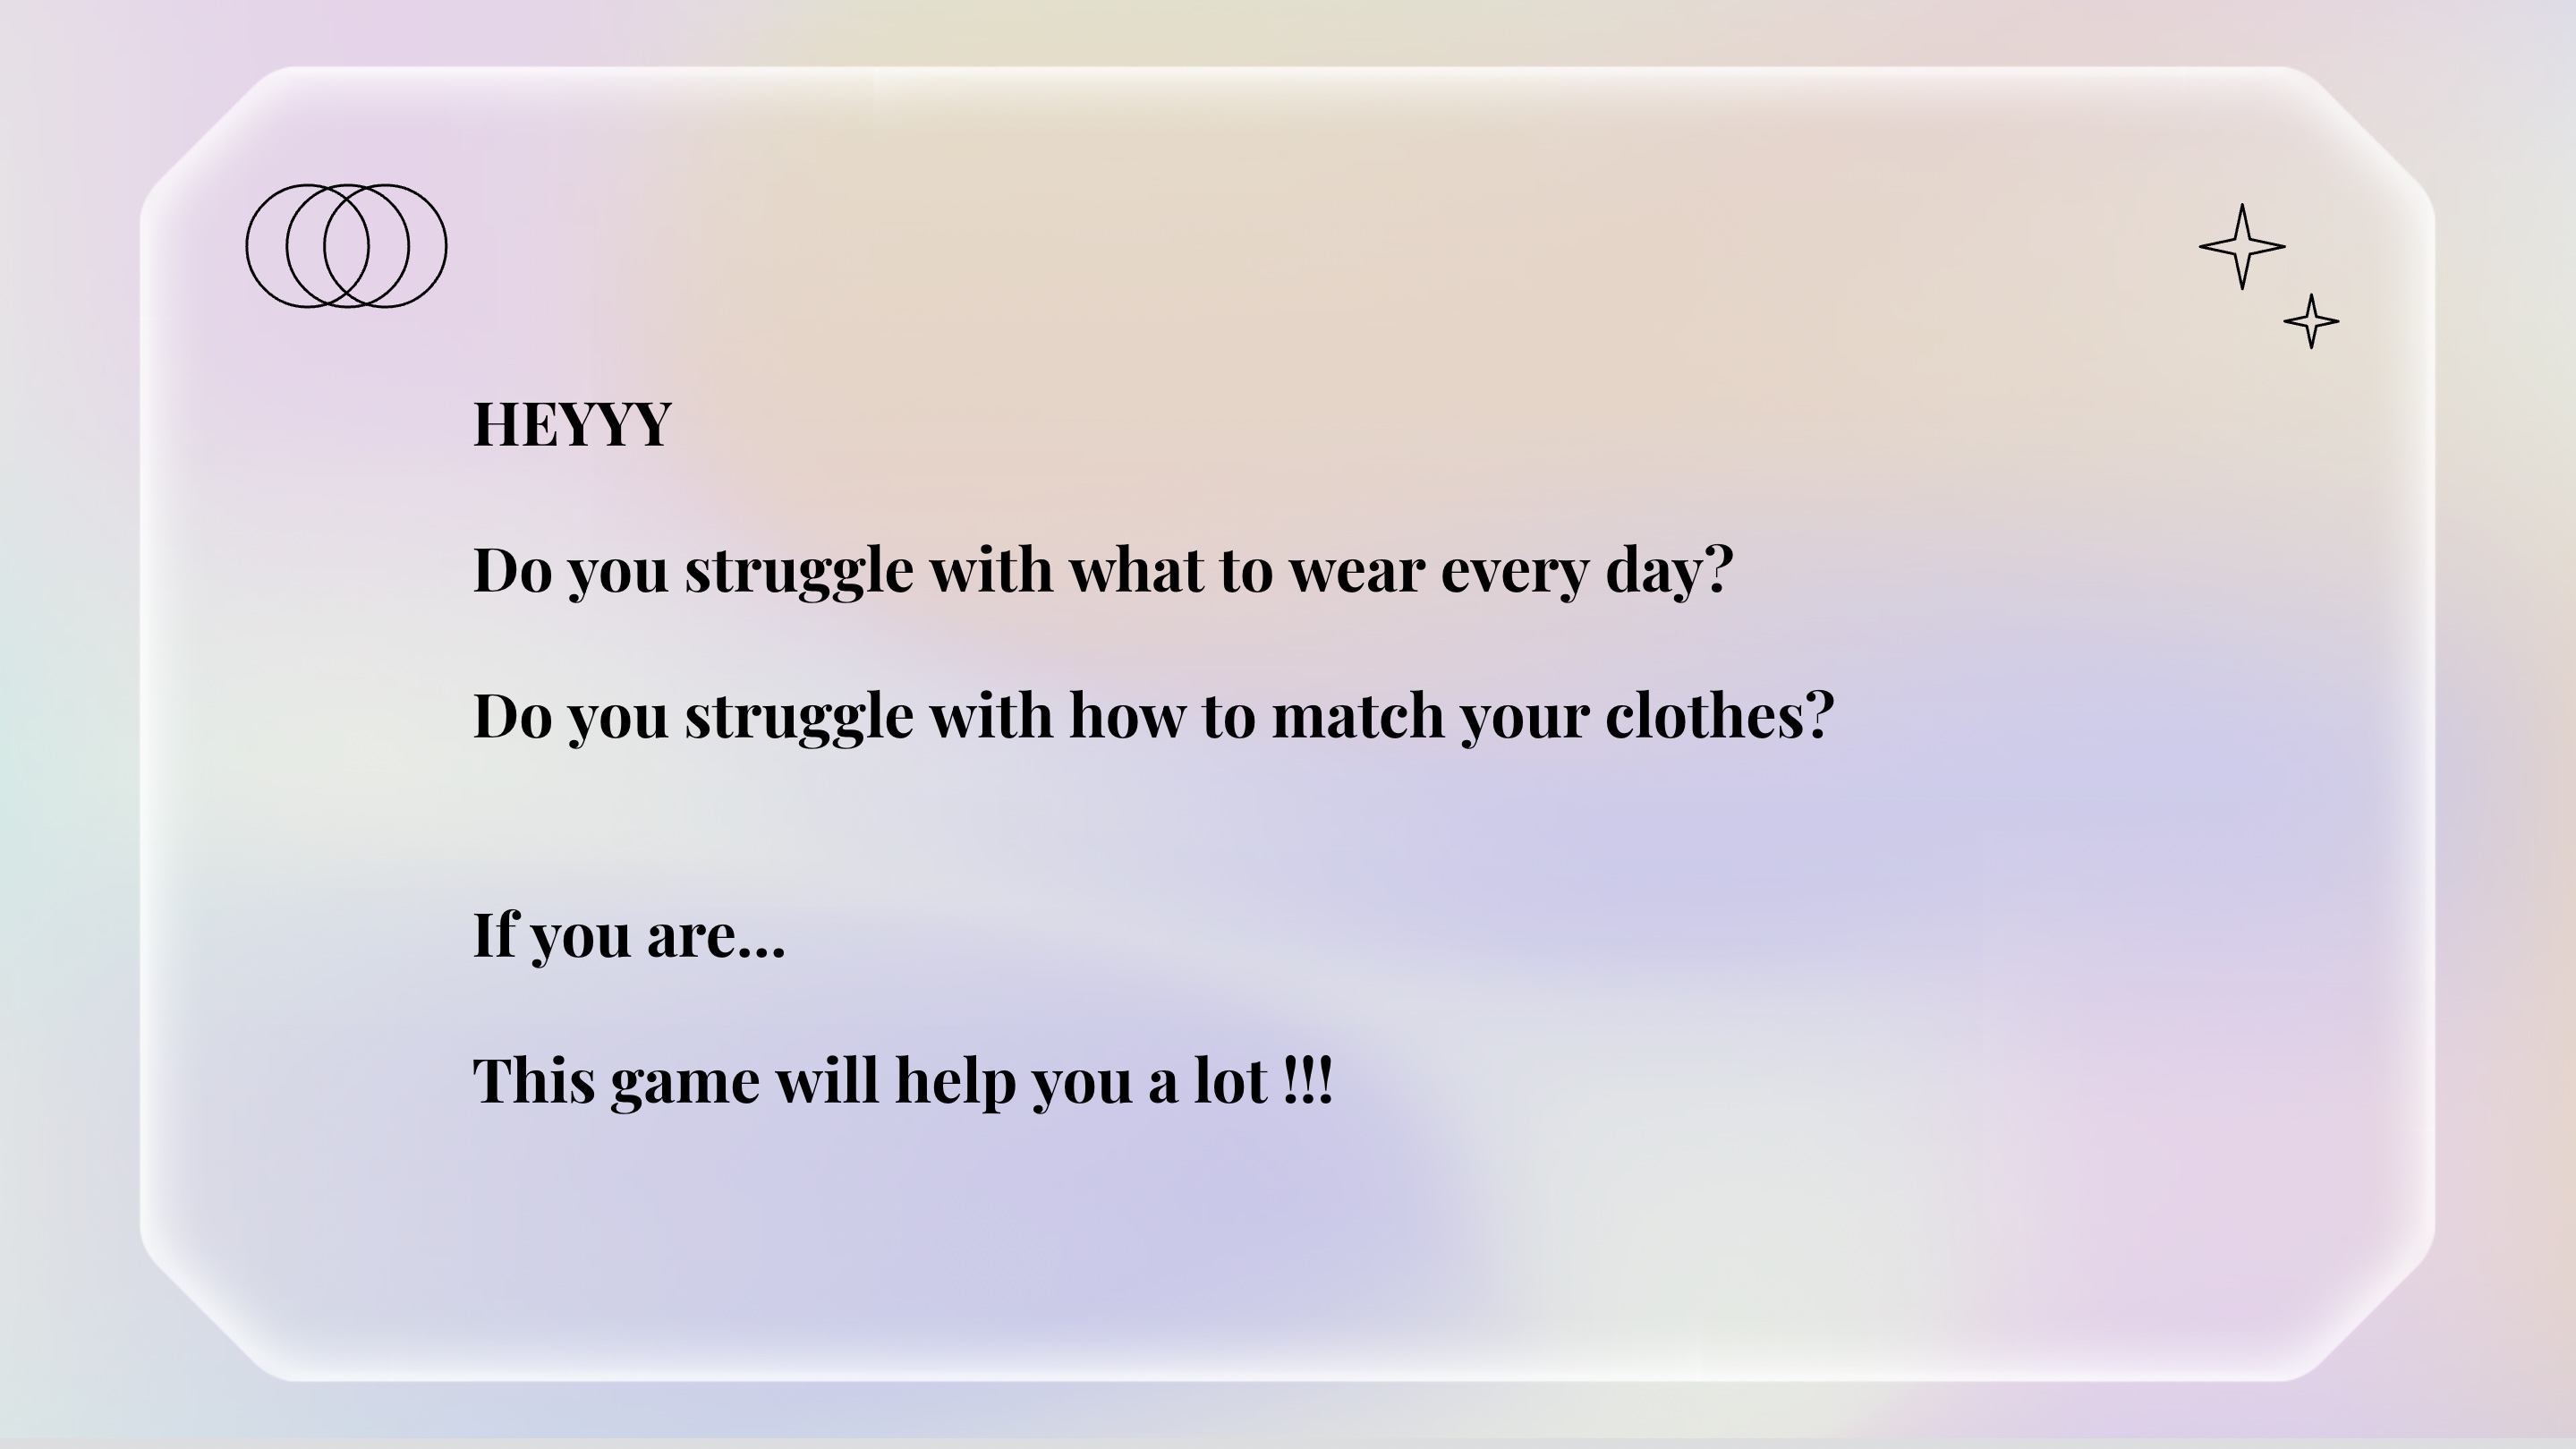 HEYYY
Do you struggle with what to wear every day?
Do you struggle with how to match your clothes?
If you are...
This game will help you a lot !!!